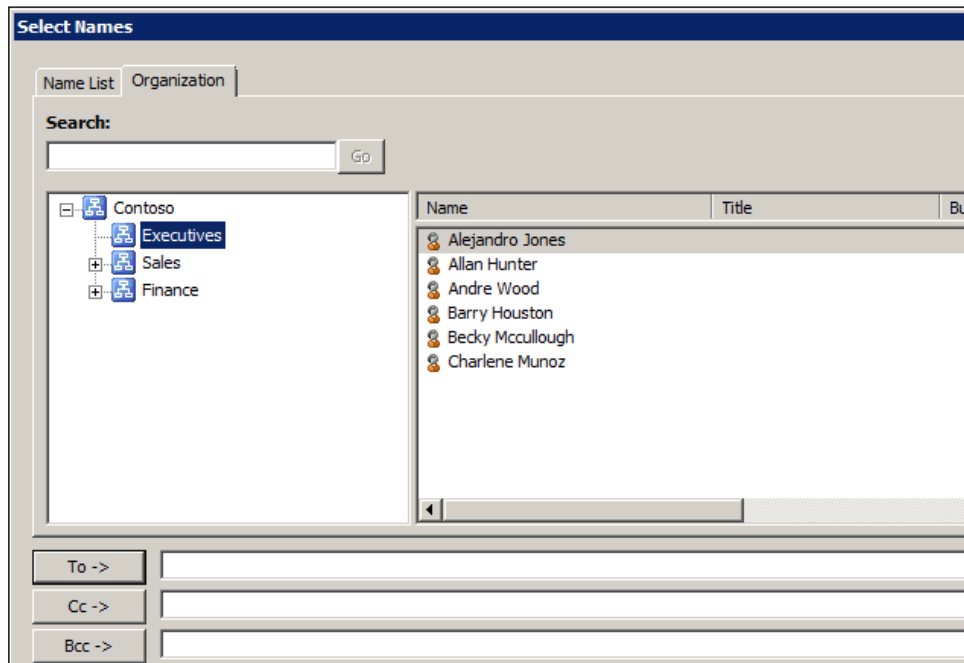 Select Names
Name List Organization
Search:
Go
Contoso
Executives
Sales
Finance
Name Title Bu
Alejandro Jones
Allan Hunter
Andre Wood
Barry Houston
Becky Mccullough
Charlene Munoz
To ->
Cc ->
Bcc ->